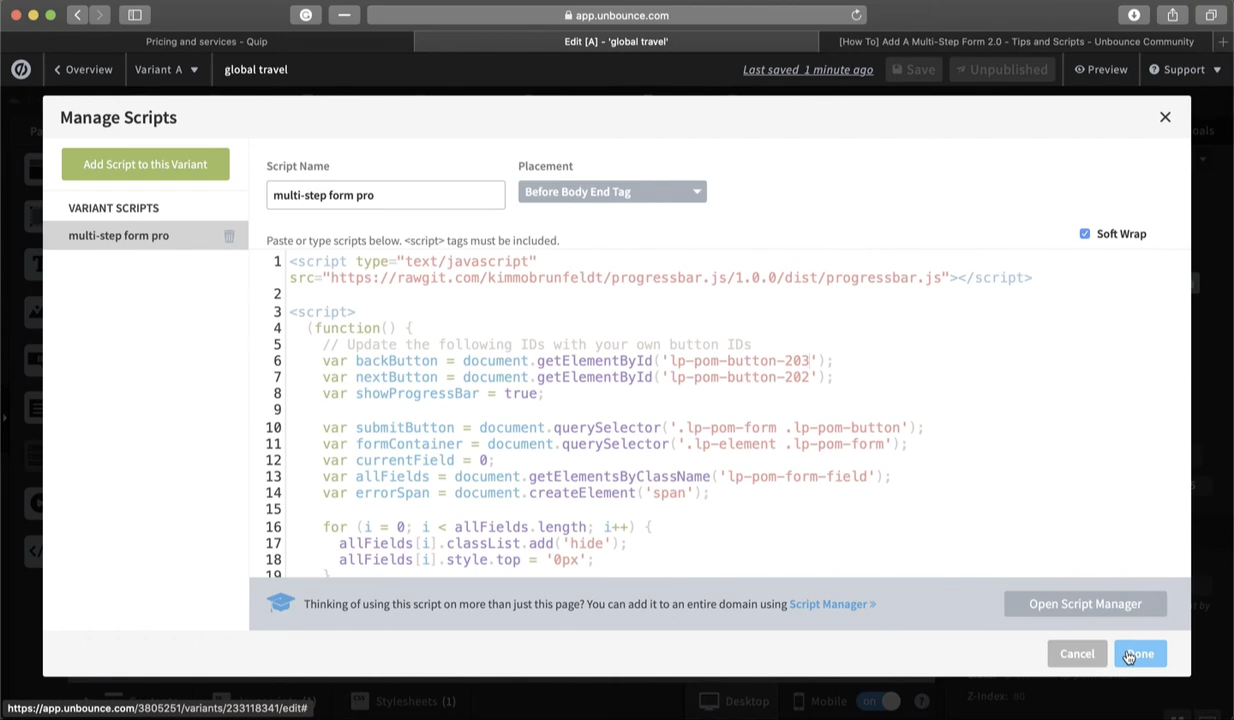 app.unbounce.com
Pricing and services - Quip
Edit [A] - 'global travel'
[How To] Add A Multi-Step Form 2.0 - Tips and Scripts - Unbounce Community
Overview
Variant A
global travel
Last saved 1 minute ago
Save
Unpublished
Preview
Support
Manage Scripts
Add Script to this Variant
VARIANT SCRIPTS
multi-step form pro
Script Name
Placement
multi-step form pro
Before Body End Tag
Paste or type scripts below. <script> tags must be included.
Soft Wrap
1 <script type="text/javascript"
src="https://rawgit.com/kimmobrunfeldt/progressbar.js/1.0.0/dist/progressbar.js"></script>
2
3 <script>
4 (function() {
5 // Update the following IDs with your own button IDs
6 var backButton = document.getElementById('lp-pom-button-203');
7 var nextButton = document.getElementById('lp-pom-button-202');
8 var showProgressBar = true;
9
10 var submitButton = document.querySelector('.lp-pom-form .lp-pom-button');
11 var formContainer = document.querySelector('.lp-element .lp-pom-form');
12 var currentField = 0;
13 var allFields = document.getElementsByClassName('lp-pom-form-field');
14 var errorSpan = document.createElement('span');
15
16 for (i = 0; i < allFields.length; i++) {
17 allFields[i].classList.add('hide');
18 allFields[i].style.top = '0px';
19 }
Thinking of using this script on more than just this page? You can add it to an entire domain using Script Manager »
Open Script Manager
Cancel
Done
Stylesheets (1)
Desktop
Mobile
on
Z-Index:
https://app.unbounce.com/3805251/variants/233118341/edit#